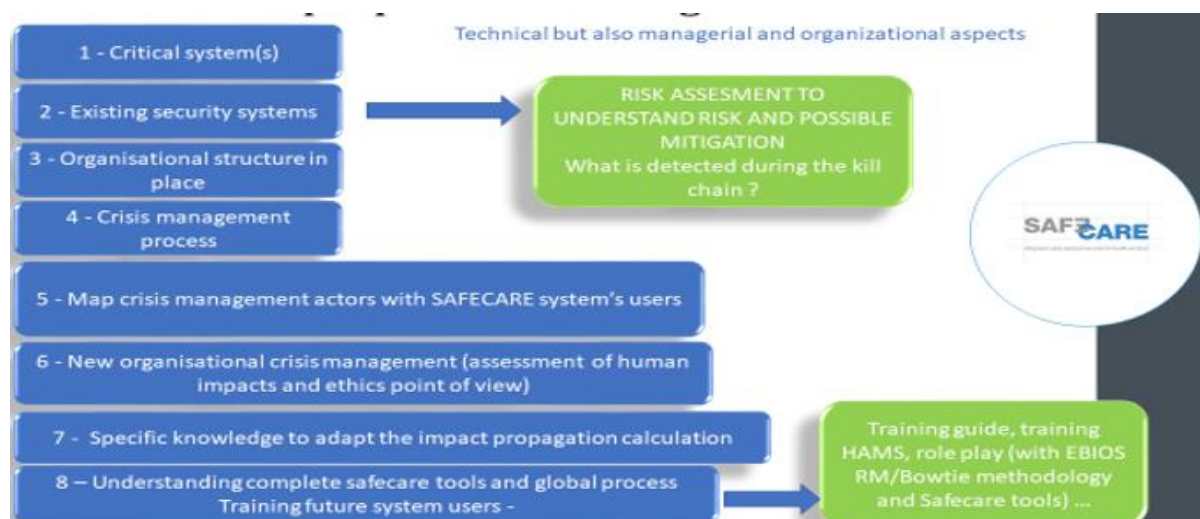 Technical but also managerial and organizational aspects
1 - Critical system(s)
2 - Existing security systems
3 - Organisational structure in
place
4 - Crisis management
process
RISK ASSESMENT TO
UNDERSTAND RISK AND POSSIBLE
MITIGATION
What is detected during the kill
chain ?
SAFECARE
5 - Map crisis management actors with SAFECARE system's users
6 - New organisational crisis management (assessment of human
impacts and ethics point of view)
7 - Specific knowledge to adapt the impact propagation calculation
8 – Understanding complete safecare tools and global process
Training future system users -
Training guide, training
HAMS, role play (with EBIOS
RM/Bowtie methodology
and Safecare tools) ...